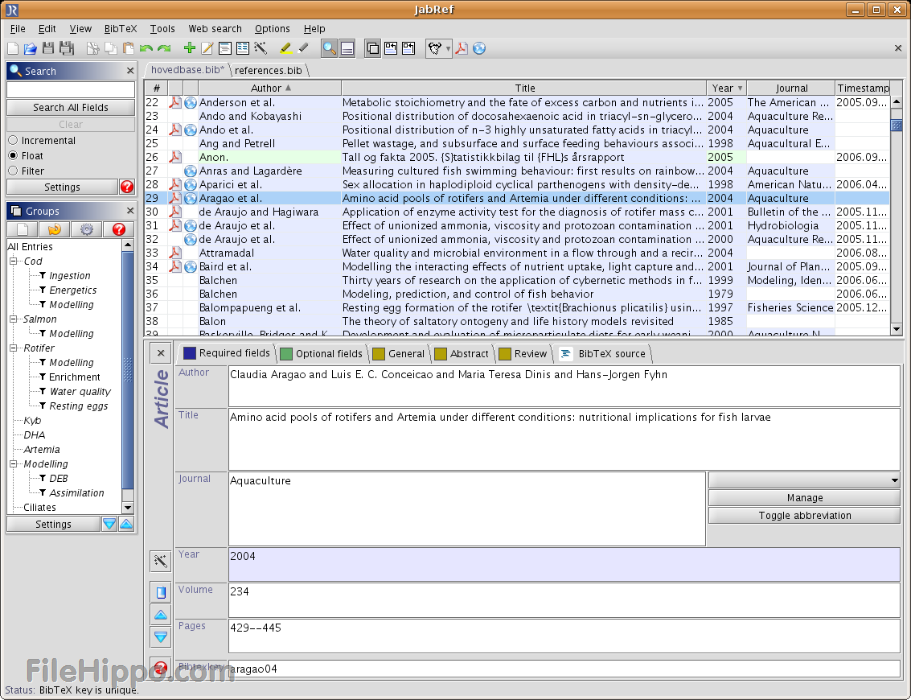 JabRef
File Edit View BibTeX Tools Web search Options Help
Search
Search All Fields
Clear
Incremental
Float
Filter
Settings
Groups
All Entries
Cod
Ingestion
Energetics
Modelling
Salmon
Modelling
Rotifer
Modelling
Enrichment
Water quality
Resting eggs
Kyb
DHA
Artemia
Modelling
DEB
Assimilation
Ciliates
Settings
hovedbase.bib* references.bib
# Author Title Year Journal Timestamp
22 Anderson et al. Metabolic stoichiometry and the fate of excess carbon and nutrients i... 2005 The American ... 2005.09...
23 Ando and Kobayashi Positional distribution of docosahexaenoic acid in triacyl-sn-glycero... 2004 Aquaculture Re...
24 Ando et al. Positional distribution of n-3 highly unsaturated fatty acids in triacyl... 2004 Aquaculture
25 Ang and Petrell Pellet wastage, and subsurface and surface feeding behaviours associ... 1998 Aquacultural E...
26 Anon. Tall og fakta 2005. {S}tatistikkbilag til {FHL}s årsrapport 2005 2006.09...
27 Anras and Lagardère Measuring cultured fish swimming behaviour: first results on rainbow... 2004 Aquaculture
28 Aparici et al. Sex allocation in haplodiploid cyclical parthenogens with density-de... 1998 American Natu... 2006.04...
29 Aragao et al. Amino acid pools of rotifers and Artemia under different conditions: ... 2004 Aquaculture
30 de Araujo and Hagiwara Application of enzyme activity test for the diagnosis of rotifer mass c... 2001 Bulletin of the ... 2005.11...
31 de Araujo et al. Effect of unionized ammonia, viscosity and protozoan contamination ... 2001 Hydrobiologia 2005.11...
32 de Araujo et al. Effect of unionized ammonia, viscosity and protozoan contamination ... 2000 Aquaculture Re... 2005.11...
33 Attramadal Water quality and microbial environment in a flow through and a recir... 2004 2006.08...
34 Baird et al. Modelling the interacting effects of nutrient uptake, light capture and... 2001 Journal of Plan... 2005.09...
35 Balchen Thirty years of research on the application of cybernetic methods in f... 1999 Modeling, Iden... 2006.06...
36 Balchen Modeling, prediction, and control of fish behavior 1979 2006.06...
37 Balompapueng et al. Resting egg formation of the rotifer \textit{Brachionus plicatilis} usin... 1997 Fisheries Science 2005.12...
38 Balon The theory of saltatory ontogeny and life history models revisited 1985
39 Baskerville-Bridges and K... Development and evaluation of microparticulate diets for early weani... 2000 Aquaculture N...
Required fields Optional fields General Abstract Review BibTeX source
Article
Author Claudia Aragao and Luis E. C. Conceicao and Maria Teresa Dinis and Hans-Jorgen Fyhn
Title Amino acid pools of rotifers and Artemia under different conditions: nutritional implications for fish larvae
Journal Aquaculture
Manage
Toggle abbreviation
Year 2004
Volume 234
Pages 429--445
Bibtexkey aragao04
FileHippo.com
Status: BibTeX key is unique.